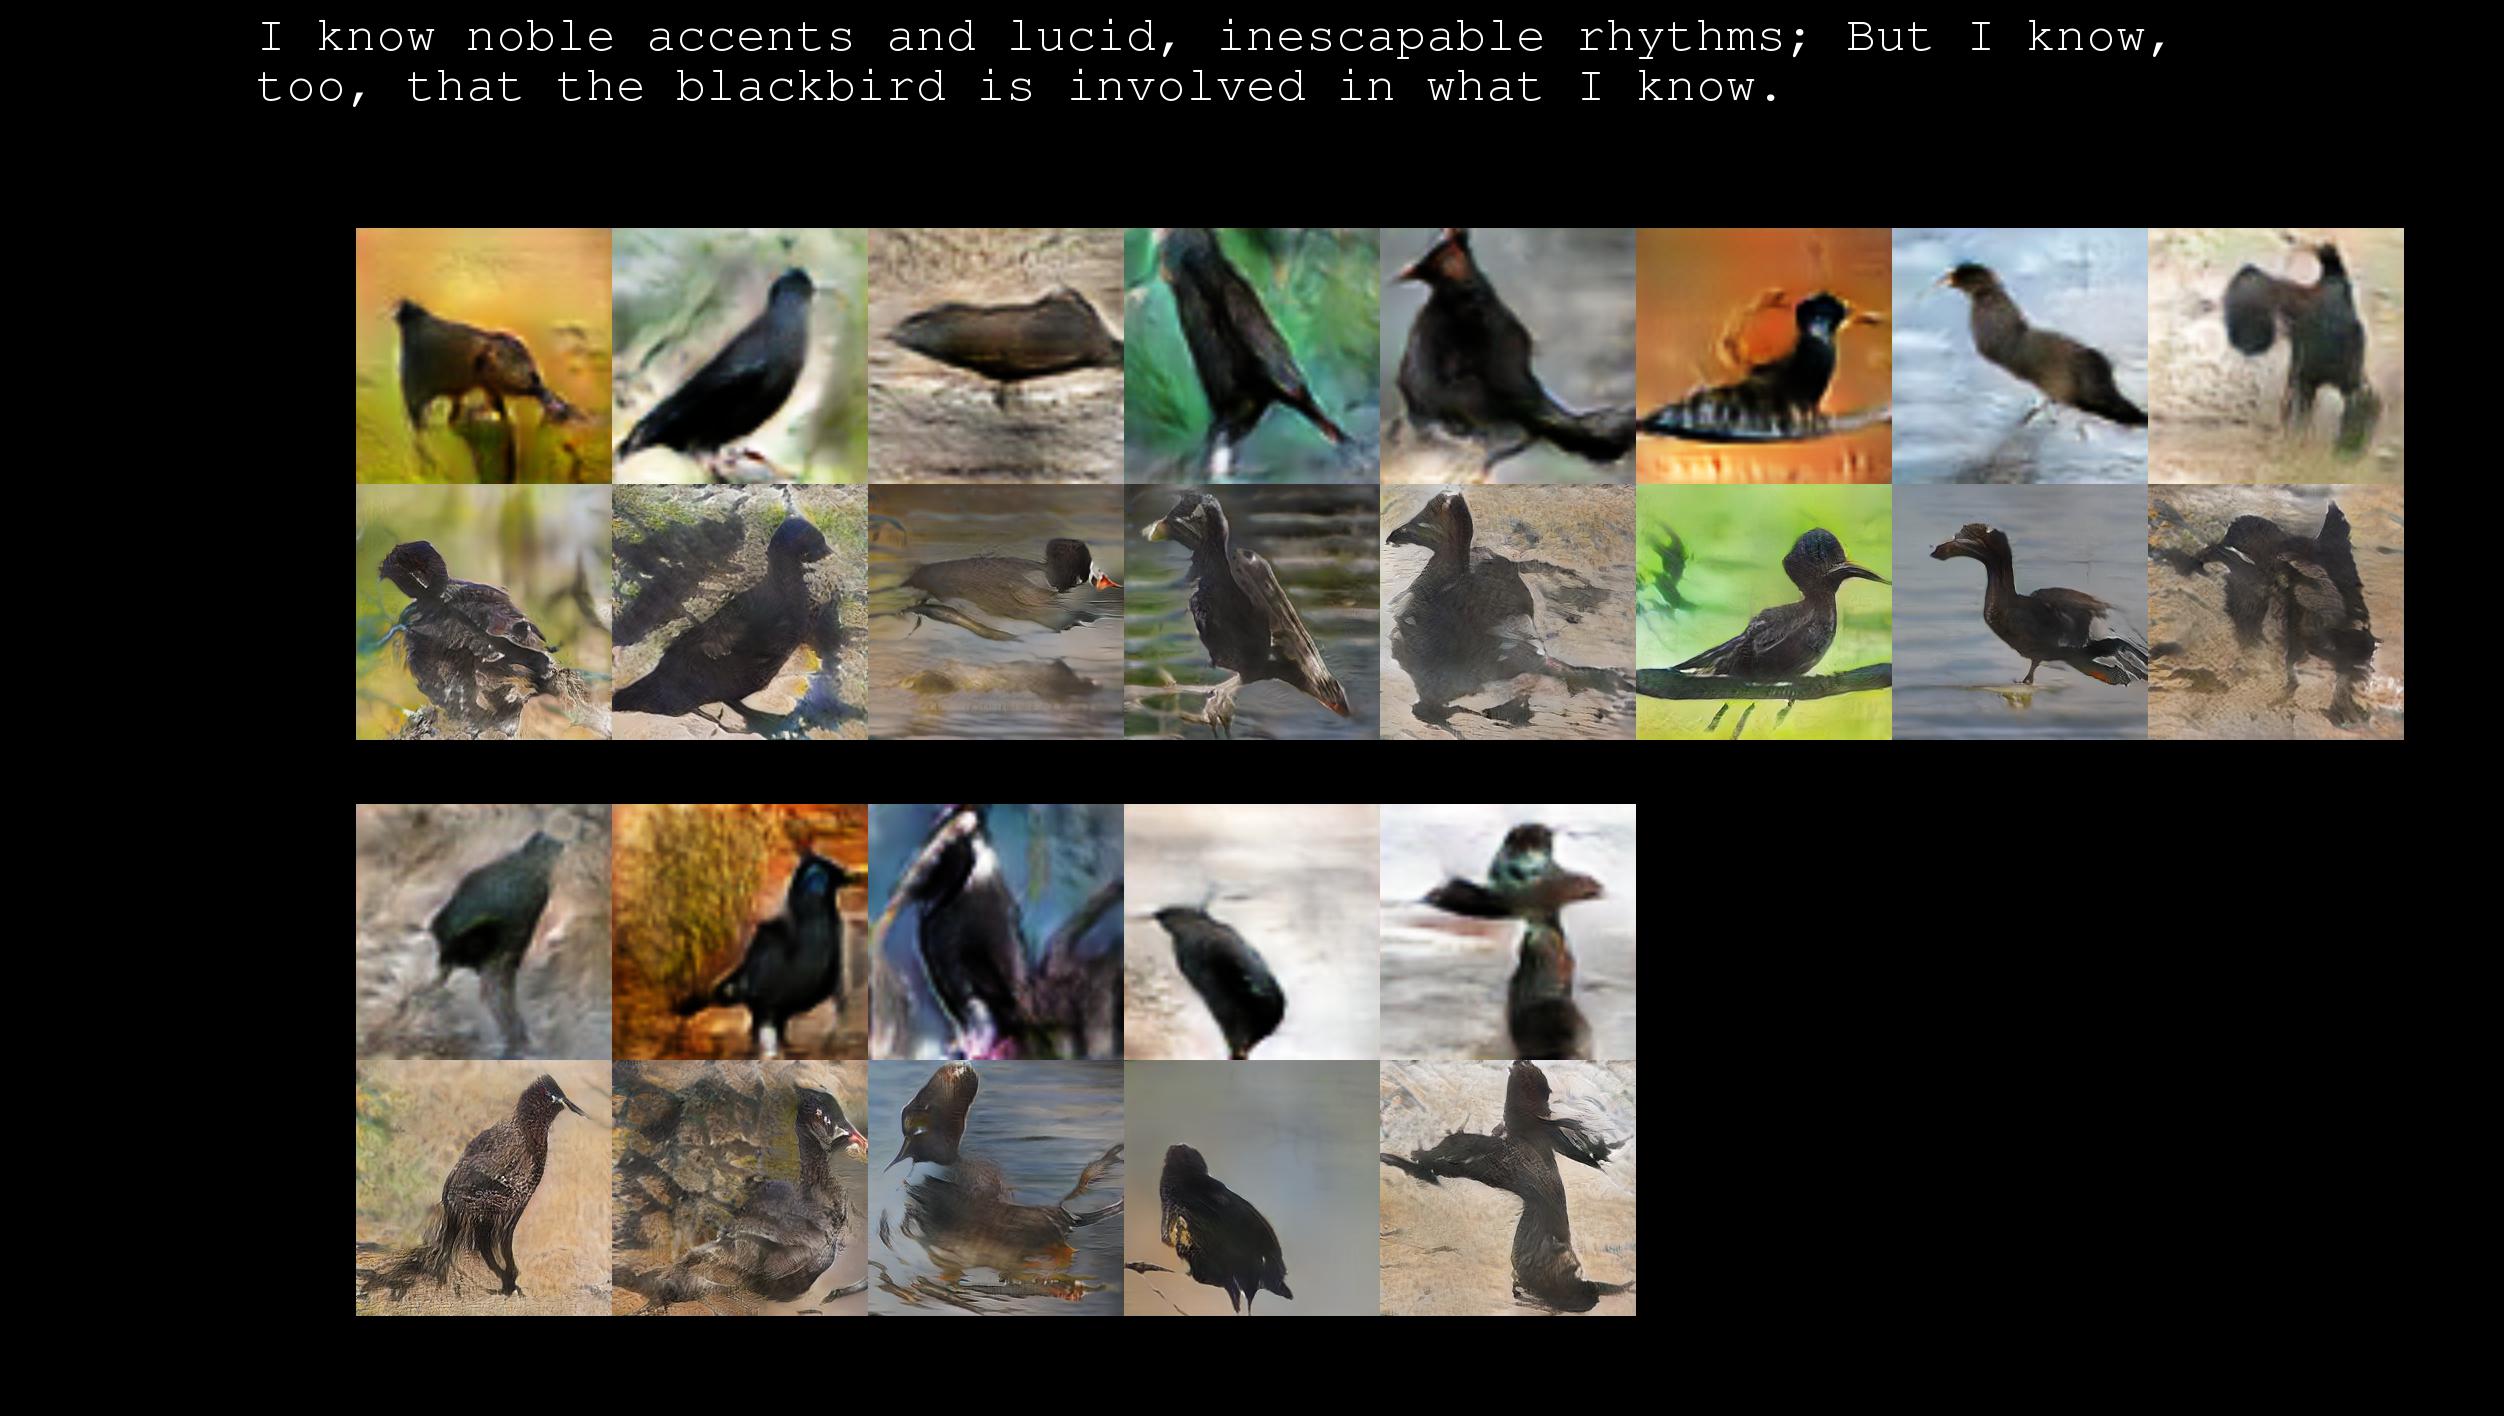 I know noble accents and lucid, inescapable rhythms; But I know,
too, that the blackbird is involved in what I know.